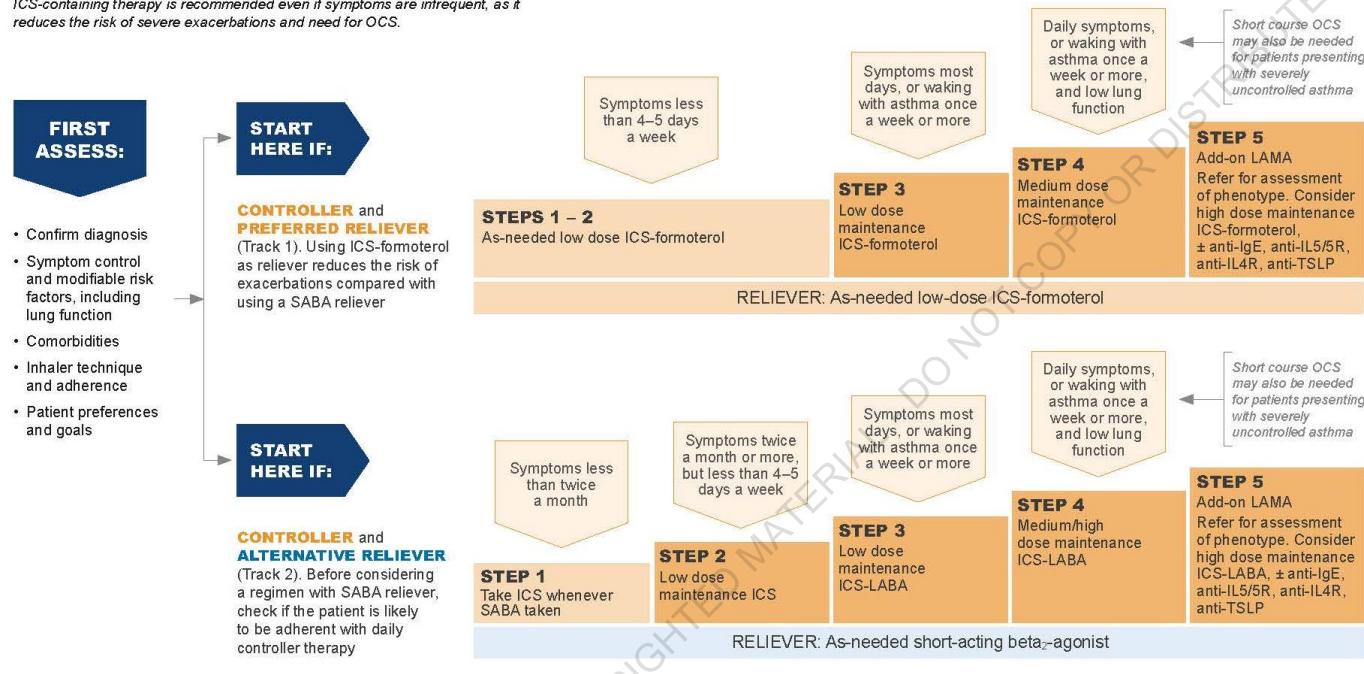 ICS-containing therapy is recommended even if symptoms are infrequent, as it
reduces the risk of severe exacerbations and need for OCS.
FIRST
ASSESS:
• Confirm diagnosis
• Symptom control
and modifiable risk
factors, including
lung function
• Comorbidities
• Inhaler technique
and adherence
• Patient preferences
and goals
START
HERE IF:
CONTROLLER and
PREFERRED RELIEVER
(Track 1). Using ICS-formoterol
as reliever reduces the risk of
exacerbations compared with
using a SABA reliever
Symptoms less
than 4–5 days
a week
Symptoms most
days, or waking
with asthma once
a week or more
Daily symptoms,
or waking with
asthma once a
week or more,
and low lung
function
Short course OCS
may also be needed
for patients presenting
with severely
uncontrolled asthma
STEPS 1 – 2
As-needed low dose ICS-formoterol
STEP 3
Low dose
maintenance
ICS-formoterol
STEP 4
Medium dose
maintenance
ICS-formoterol
STEP 5
Add-on LAMA
Refer for assessment
of phenotype. Consider
high dose maintenance
ICS-formoterol,
± anti-IgE, anti-IL5/5R,
anti-IL4R, anti-TSLP
RELIEVER: As-needed low-dose ICS-formoterol
START
HERE IF:
CONTROLLER and
ALTERNATIVE RELIEVER
(Track 2). Before considering
a regimen with SABA reliever,
check if the patient is likely
to be adherent with daily
controller therapy
Symptoms less
than twice
a month
Symptoms twice
a month or more,
but less than 4–5
days a week
Symptoms most
days, or waking
with asthma once
a week or more
Daily symptoms,
or waking with
asthma once a
week or more,
and low lung
function
Short course OCS
may also be needed
for patients presenting
with severely
uncontrolled asthma
STEP 1
Take ICS whenever
SABA taken
STEP 2
Low dose
maintenance ICS
STEP 3
Low dose
maintenance
ICS-LABA
STEP 4
Medium/high
dose maintenance
ICS-LABA
STEP 5
Add-on LAMA
Refer for assessment
of phenotype. Consider
high dose maintenance
ICS-LABA, ± anti-IgE,
anti-IL5/5R, anti-IL4R,
anti-TSLP
RELIEVER: As-needed short-acting beta₂-agonist
MATERIAL - DO NOT COPY OR